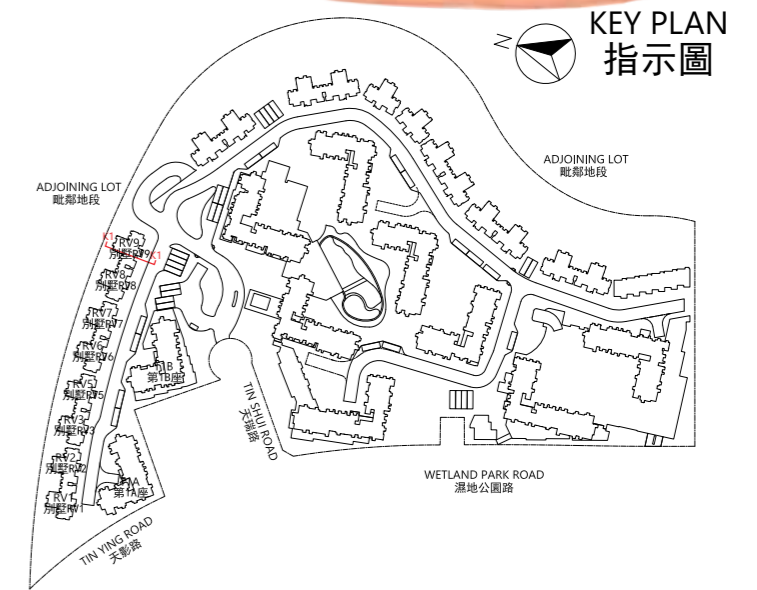 KEY PLAN
指示圖
N
ADJOINING LOT
毗鄰地段
ADJOINING LOT
毗鄰地段
K1
K1
RV9
別墅RV9
RV8
別墅RV8
RV7
別墅RV7
RV6
別墅RV6
RV5
別墅RV5
RV3
別墅RV3
RV2
別墅RV2
RV1
別墅RV1
T1B
第1B座
T1A
第1A座
TIN SHUI ROAD
天瑞路
WETLAND PARK ROAD
濕地公園路
TIN YING ROAD
天影路